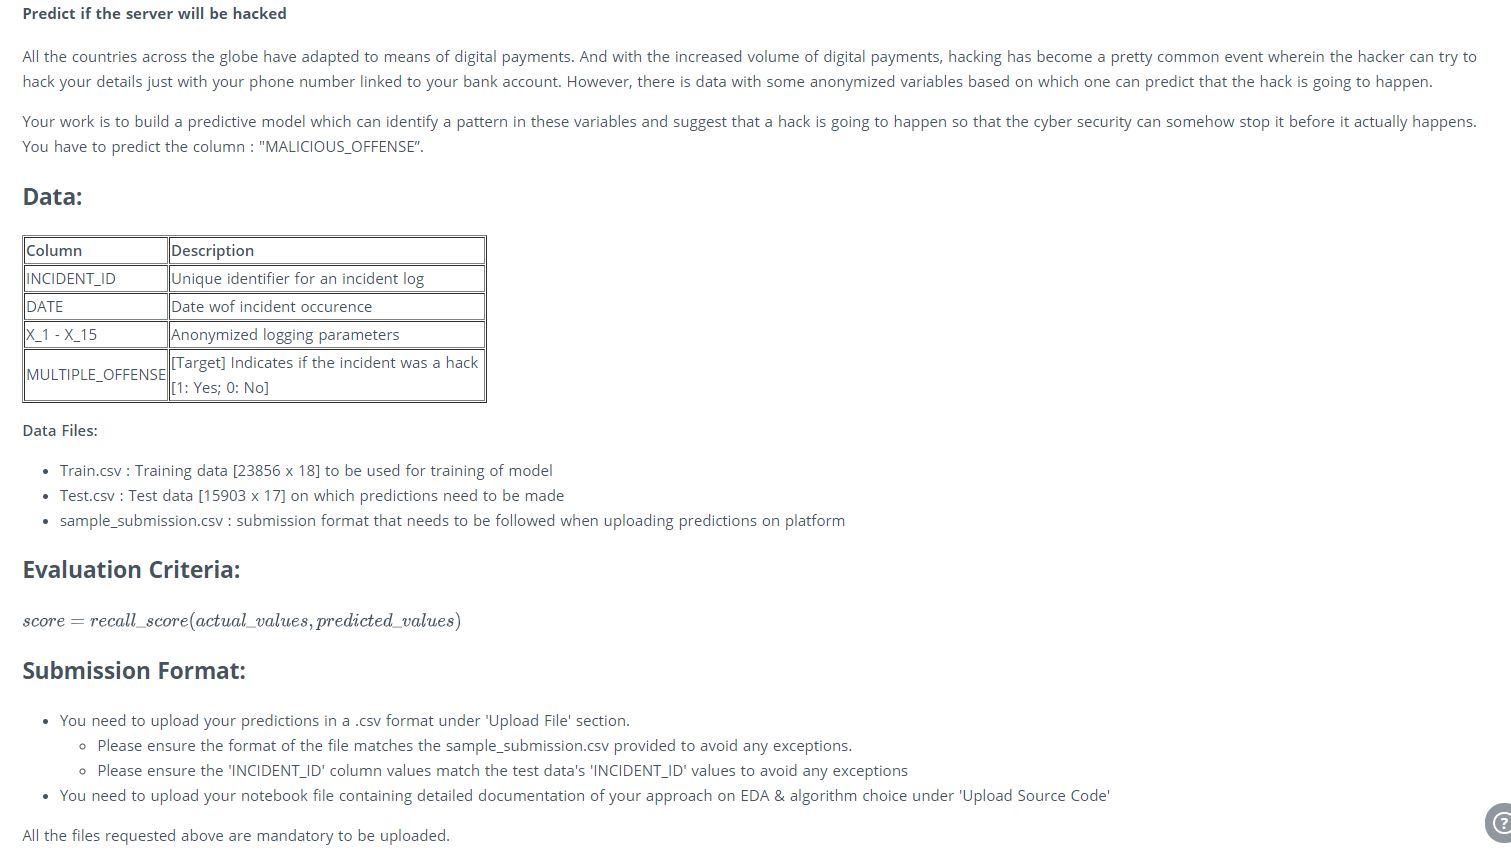 Predict if the server will be hacked
All the countries across the globe have adapted to means of digital payments. And with the increased volume of digital payments, hacking has become a pretty common event wherein the hacker can try to
hack your details just with your phone number linked to your bank account. However, there is data with some anonymized variables based on which one can predict that the hack is going to happen.
Your work is to build a predictive model which can identify a pattern in these variables and suggest that a hack is going to happen so that the cyber security can somehow stop it before it actually happens.
You have to predict the column : "MALICIOUS_OFFENSE”.
Data:
Column Description
INCIDENT_ID Unique identifier for an incident log
DATE Date wof incident occurence
X_1 - X_15 Anonymized logging parameters
MULTIPLE_OFFENSE [Target] Indicates if the incident was a hack
[1: Yes; 0: No]
Data Files:
• Train.csv : Training data [23856 x 18] to be used for training of model
• Test.csv : Test data [15903 x 17] on which predictions need to be made
• sample_submission.csv : submission format that needs to be followed when uploading predictions on platform
Evaluation Criteria:
score = recall_score(actual_values, predicted_values)
Submission Format:
• You need to upload your predictions in a .csv format under 'Upload File' section.
◦ Please ensure the format of the file matches the sample_submission.csv provided to avoid any exceptions.
◦ Please ensure the 'INCIDENT_ID' column values match the test data's 'INCIDENT_ID' values to avoid any exceptions
• You need to upload your notebook file containing detailed documentation of your approach on EDA & algorithm choice under 'Upload Source Code'
?
All the files requested above are mandatory to be uploaded.